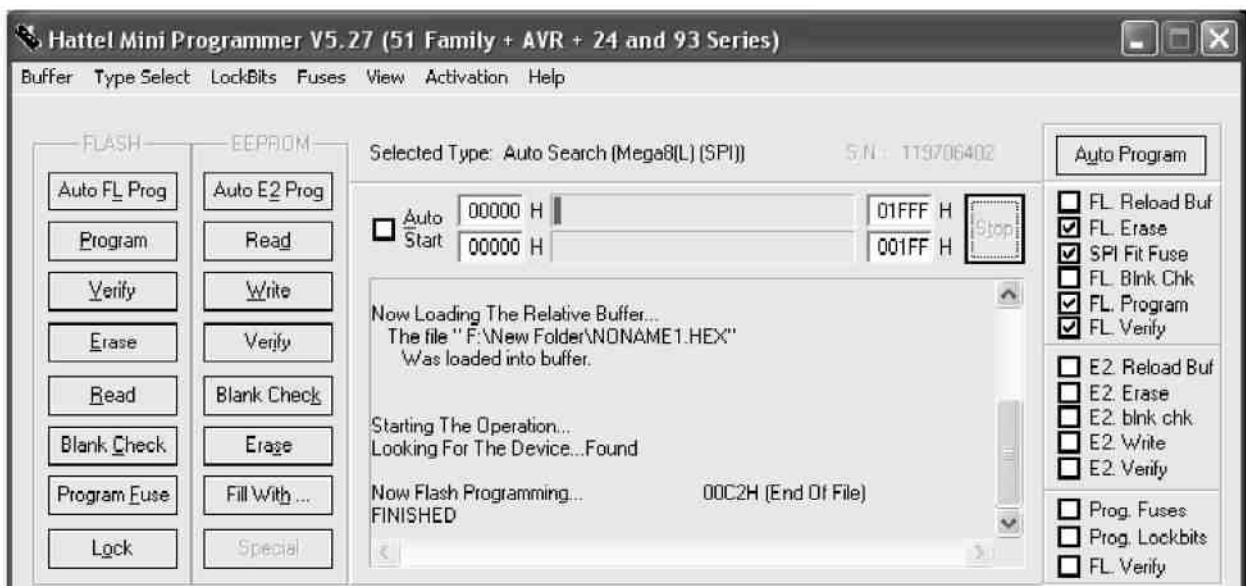 Hattel Mini Programmer V5.27 (51 Family + AVR + 24 and 93 Series)
Buffer Type Select LockBits Fuses View Activation Help
FLASH
Auto FL Prog
Program
Verify
Erase
Read
Blank Check
Program Fuse
Lock
EEPROM
Auto E2 Prog
Read
Write
Verify
Blank Check
Erase
Fill With ...
Special
Selected Type: Auto Search (Mega8(L) (SPI))
S.N.: 119706402
Auto Start
00000 H
01FFF H
00000 H
001FF H
Stop
Now Loading The Relative Buffer...
The file " F:\New Folder\NONAME1.HEX"
Was loaded into buffer.
Starting The Operation...
Looking For The Device...Found
Now Flash Programming... 00C2H (End Of File)
FINISHED
Auto Program
FL. Reload Buf
FL. Erase
SPI Fit Fuse
FL. Blnk Chk
FL. Program
FL. Verify
E2. Reload Buf
E2. Erase
E2. blnk chk
E2. Write
E2. Verify
Prog. Fuses
Prog. Lockbits
FL. Verify